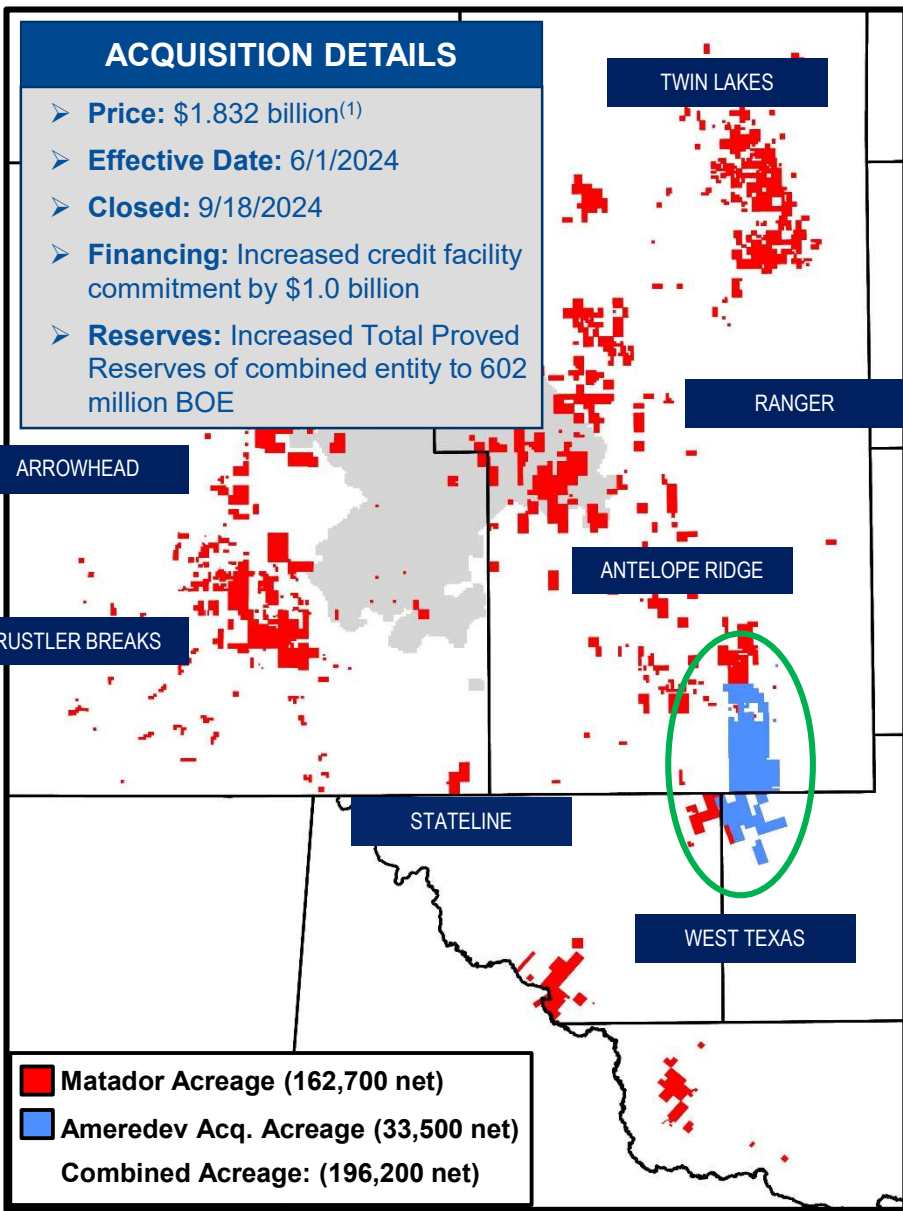 ACQUISITION DETAILS
➢ Price: $1.832 billion(1)
➢ Effective Date: 6/1/2024
➢ Closed: 9/18/2024
➢ Financing: Increased credit facility
commitment by $1.0 billion
➢ Reserves: Increased Total Proved
Reserves of combined entity to 602
million BOE
TWIN LAKES
RANGER
ARROWHEAD
ANTELOPE RIDGE
RUSTLER BREAKS
STATELINE
WEST TEXAS
Matador Acreage (162,700 net)
Ameredev Acq. Acreage (33,500 net)
Combined Acreage: (196,200 net)